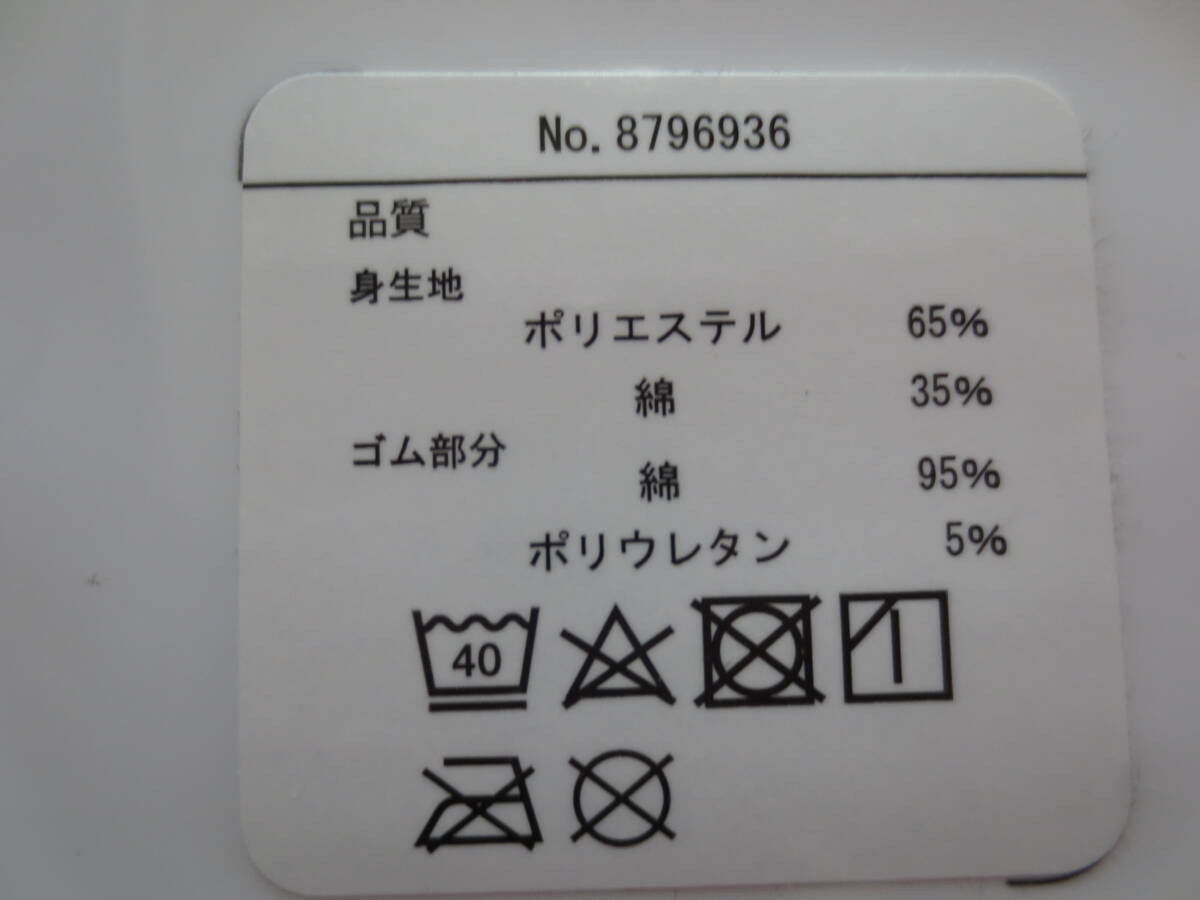 No. 8796936
品質
身生地
ポリエステル 65%
綿 35%
ゴム部分
綿 95%
ポリウレタン 5%
40